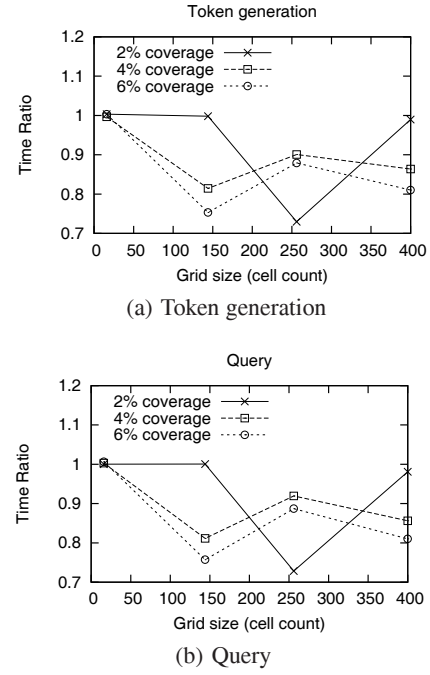 Token generation
1.2
2% coverage
4% coverage
1.1
6% coverage
1
0.9
0.8
0.7
Time Ratio
0 50 100 150 200 250 300 350 400
Grid size (cell count)
(a) Token generation
Query
1.2
2% coverage
4% coverage
1.1
6% coverage
1
0.9
0.8
0.7
Time Ratio
0 50 100 150 200 250 300 350 400
Grid size (cell count)
(b) Query